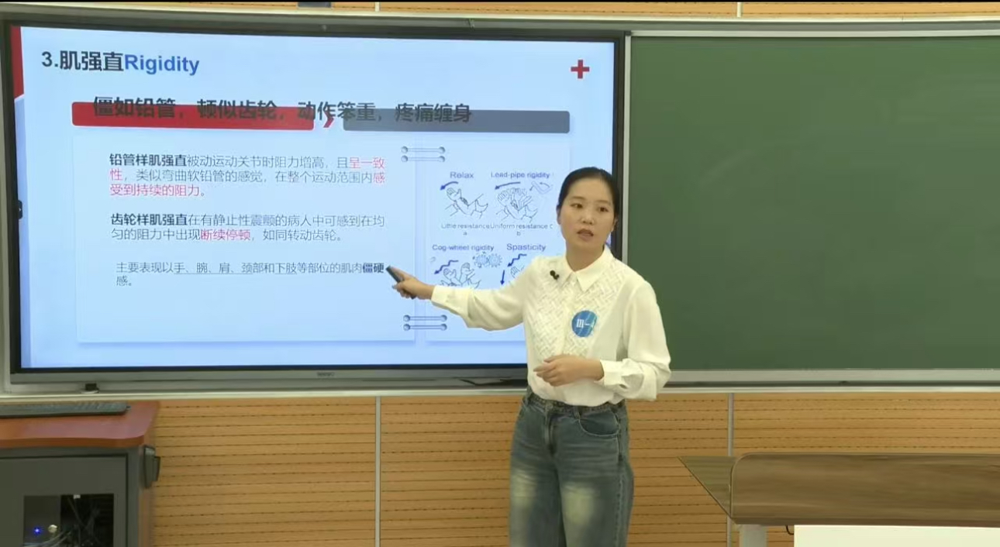 3.肌强直Rigidity
僵如铅管，顿似齿轮，动作笨重，疼痛缠身
铅管样肌强直被动运动关节时阻力增高，且呈一致
性，类似弯曲软铅管的感觉，在整个运动范围内感
受到持续的阻力。
齿轮样肌强直在有静止性震颤的病人中可感到在均
匀的阻力中出现断续停顿，如同转动齿轮。
主要表现以手、腕、肩、颈部和下肢等部位的肌肉僵硬
感。
Relax
Lead-pipe rigidity
Lithe resistance
Uniform resistance
a
b
Cog-wheel rigidity
Spasticity
III-4